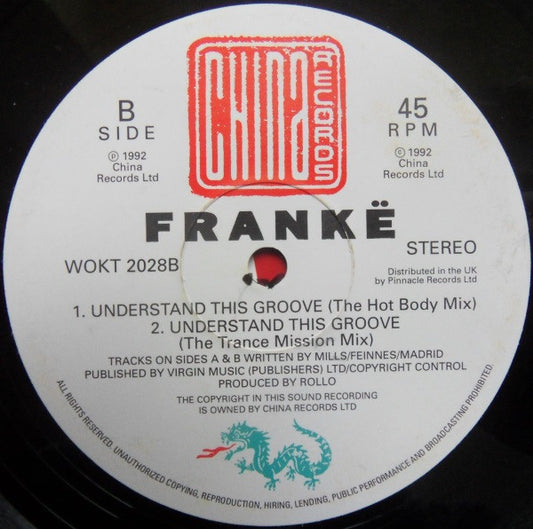 CHINA
RECORDS
B
SIDE
℗ 1992
China
Records Ltd
45
RPM
© 1992
China
Records Ltd
FRANKË
WOKT 2028B
STEREO
Distributed in the UK
by Pinnacle Records Ltd
1. UNDERSTAND THIS GROOVE (The Hot Body Mix)
2. UNDERSTAND THIS GROOVE
(The Trance Mission Mix)
TRACKS ON SIDES A & B WRITTEN BY MILLS/FEINNES/MADRID
PUBLISHED BY VIRGIN MUSIC (PUBLISHERS) LTD/COPYRIGHT CONTROL
PRODUCED BY ROLLO
THE COPYRIGHT IN THIS SOUND RECORDING
IS OWNED BY CHINA RECORDS LTD
ALL RIGHTS RESERVED. UNAUTHORIZED COPYING, REPRODUCTION, HIRING, LENDING, PUBLIC PERFORMANCE AND BROADCASTING PROHIBITED.